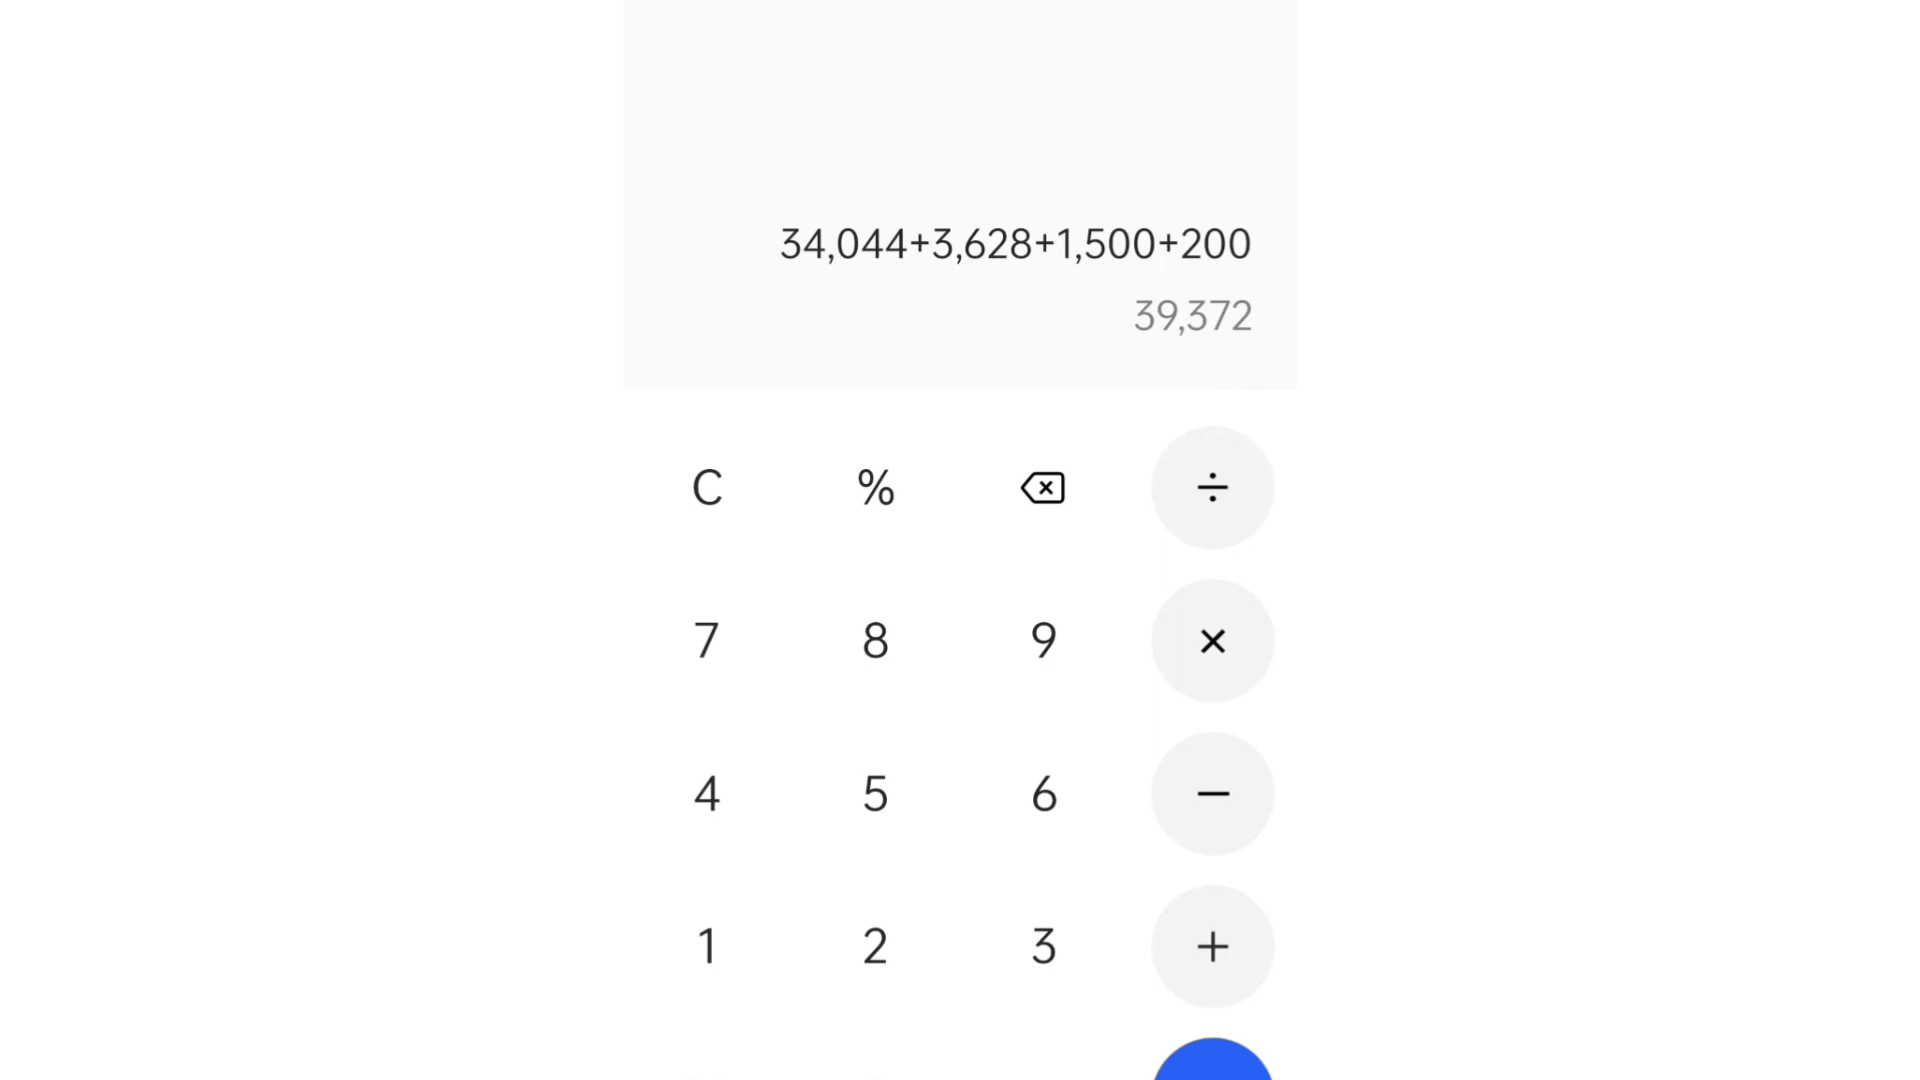 34,044+3,628+1,500+200
39,372
C % ÷
7 8 9 ×
4 5 6 −
1 2 3 +